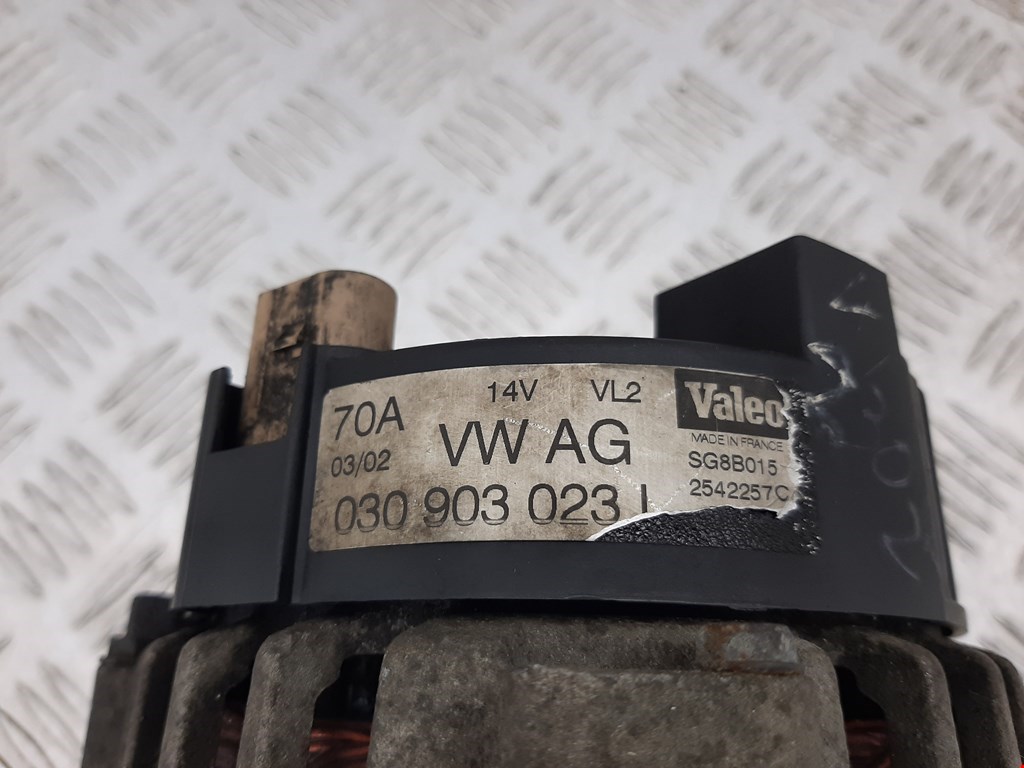 70A 14V VL2 Valeo
MADE IN FRANCE
03/02 VW AG SG8B015
030 903 023 2542257C